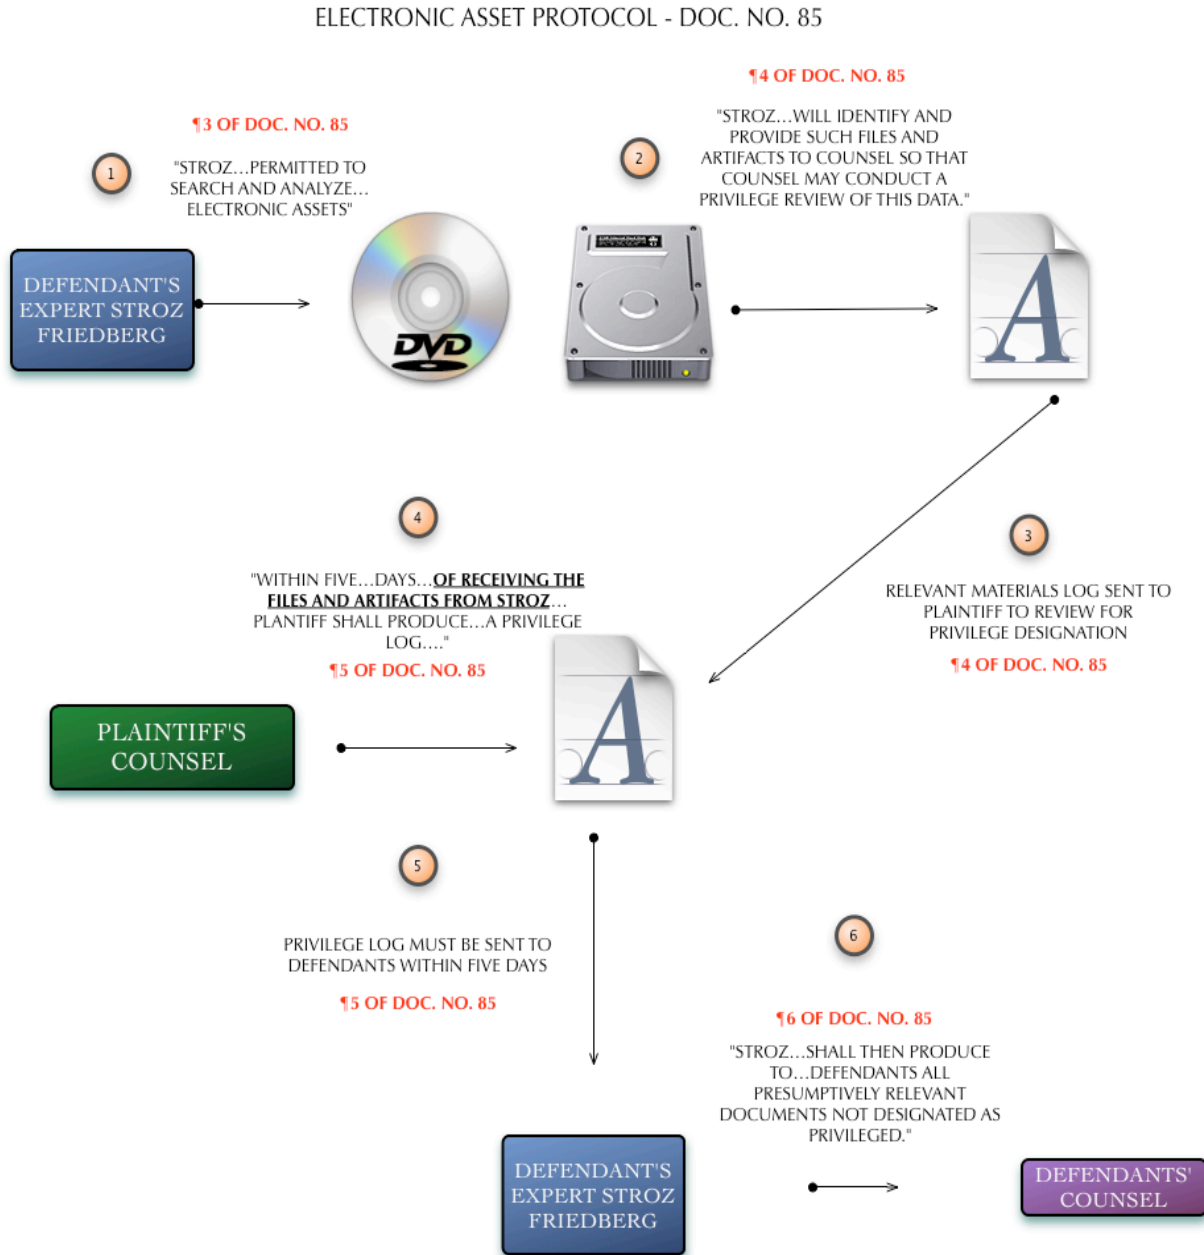 ELECTRONIC ASSET PROTOCOL - DOC. NO. 85
¶3 OF DOC. NO. 85
1
"STROZ...PERMITTED TO
SEARCH AND ANALYZE...
ELECTRONIC ASSETS"
¶4 OF DOC. NO. 85
2
"STROZ...WILL IDENTIFY AND
PROVIDE SUCH FILES AND
ARTIFACTS TO COUNSEL SO THAT
COUNSEL MAY CONDUCT A
PRIVILEGE REVIEW OF THIS DATA."
DEFENDANT'S
EXPERT STROZ
FRIEDBERG
DVD
A
3
RELEVANT MATERIALS LOG SENT TO
PLAINTIFF TO REVIEW FOR
PRIVILEGE DESIGNATION
¶4 OF DOC. NO. 85
4
"WITHIN FIVE...DAYS...OF RECEIVING THE
FILES AND ARTIFACTS FROM STROZ...
PLANTIFF SHALL PRODUCE...A PRIVILEGE
LOG...."
¶5 OF DOC. NO. 85
PLAINTIFF'S
COUNSEL
A
5
PRIVILEGE LOG MUST BE SENT TO
DEFENDANTS WITHIN FIVE DAYS
¶5 OF DOC. NO. 85
6
¶6 OF DOC. NO. 85
"STROZ...SHALL THEN PRODUCE
TO...DEFENDANTS ALL
PRESUMPTIVELY RELEVANT
DOCUMENTS NOT DESIGNATED AS
PRIVILEGED."
DEFENDANT'S
EXPERT STROZ
FRIEDBERG
DEFENDANTS'
COUNSEL